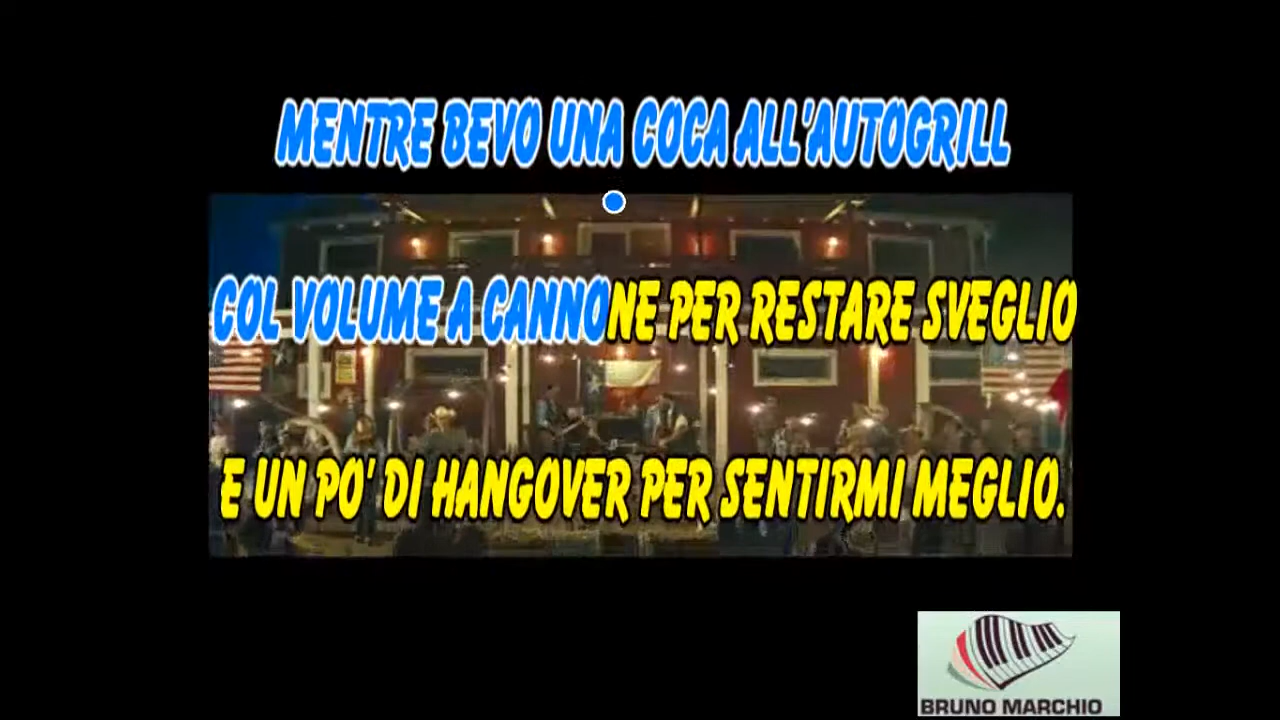 MENTRE BEVO UNA COCA ALL'AUTOGRILL
COL VOLUME A CANNONE PER RESTARE SVEGLIO
E UN PO' DI HANGOVER PER SENTIRMI MEGLIO.
BRUNO MARCHIO